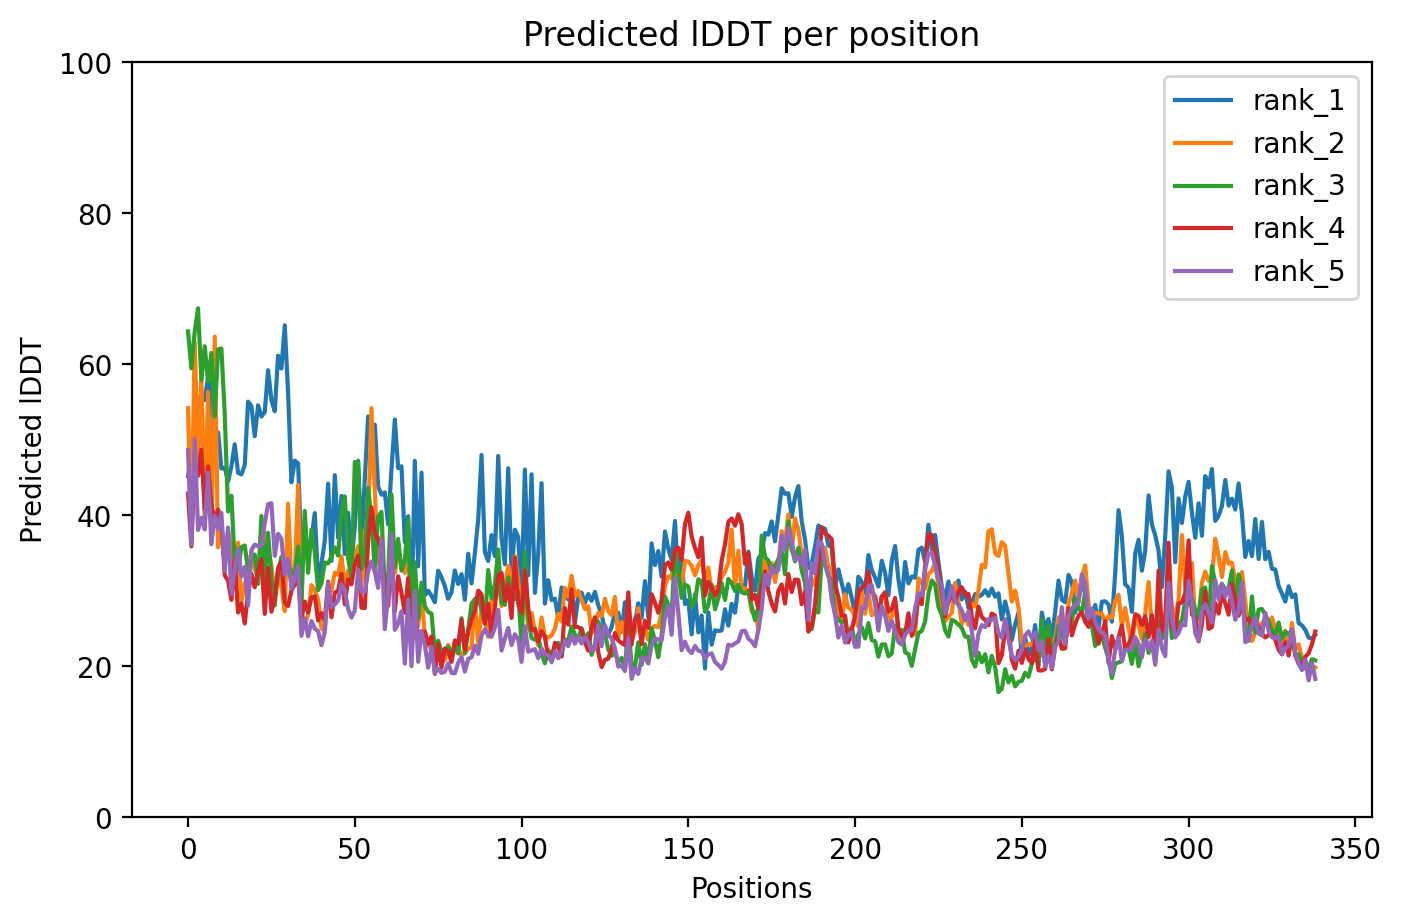 Predicted lDDT per position
100
80
60
40
20
0
Predicted lDDT
0 50 100 150 200 250 300 350
Positions
rank_1
rank_2
rank_3
rank_4
rank_5